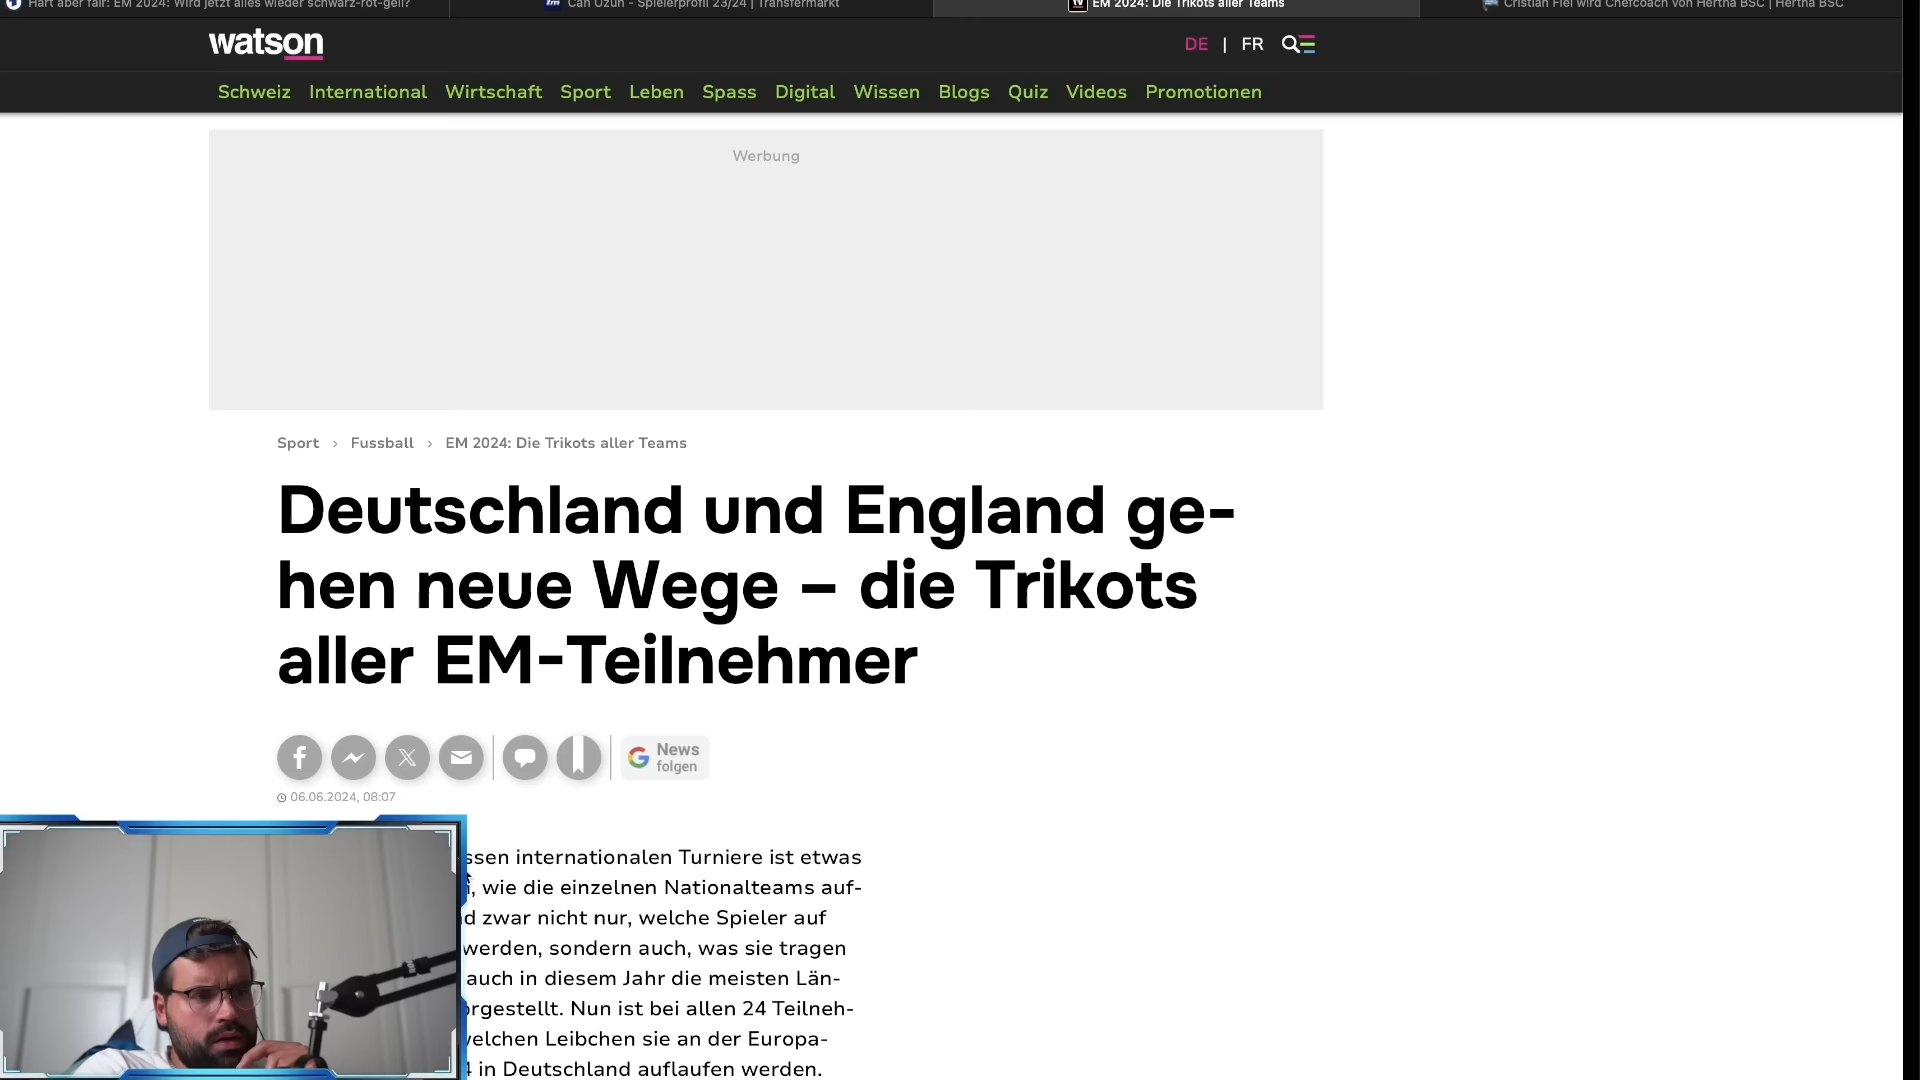 Hart aber fair: EM 2024: Wird jetzt alles wieder schwarz-rot-geil?
tm Can Uzun - Spielerprofil 23/24 | Transfermarkt
EM 2024: Die Trikots aller Teams
Cristian Fiel wird Chefcoach von Hertha BSC | Hertha BSC
watson
DE | FR
Schweiz International Wirtschaft Sport Leben Spass Digital Wissen Blogs Quiz Videos Promotionen
Werbung
Sport › Fussball › EM 2024: Die Trikots aller Teams
Deutschland und England ge-
hen neue Wege – die Trikots
aller EM-Teilnehmer
News
folgen
06.06.2024, 08:07
ssen internationalen Turniere ist etwas
, wie die einzelnen Nationalteams auf-
d zwar nicht nur, welche Spieler auf
werden, sondern auch, was sie tragen
auch in diesem Jahr die meisten Län-
orgestellt. Nun ist bei allen 24 Teilneh-
welchen Leibchen sie an der Europa-
4 in Deutschland auflaufen werden.